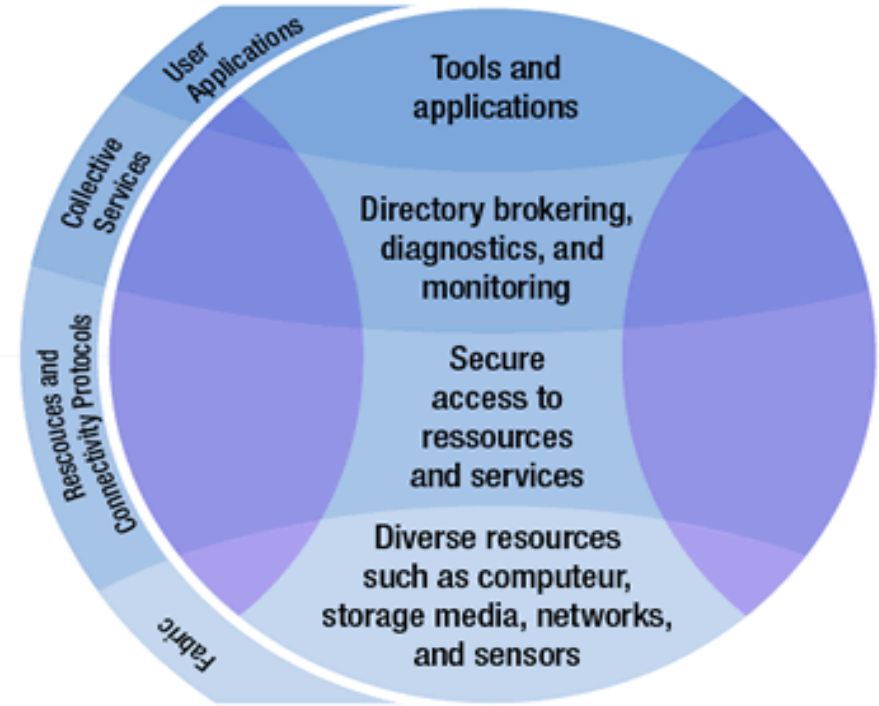 User
Applications
Tools and
applications
Collective
Services
Directory brokering,
diagnostics, and
monitoring
Rescouces and
Connectivity Protocols
Secure
access to
ressources
and services
Fabric
Diverse resources
such as computeur,
storage media, networks,
and sensors